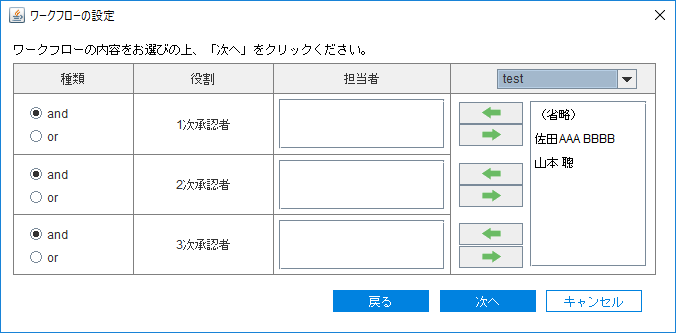 ワークフローの設定
ワークフローの内容をお選びの上、「次へ」をクリックください。
種類 役割 担当者 test
and
or
1次承認者
and
or
2次承認者
and
or
3次承認者
（省略）
佐田AAA BBBB
山本 聰
戻る 次へ キャンセル